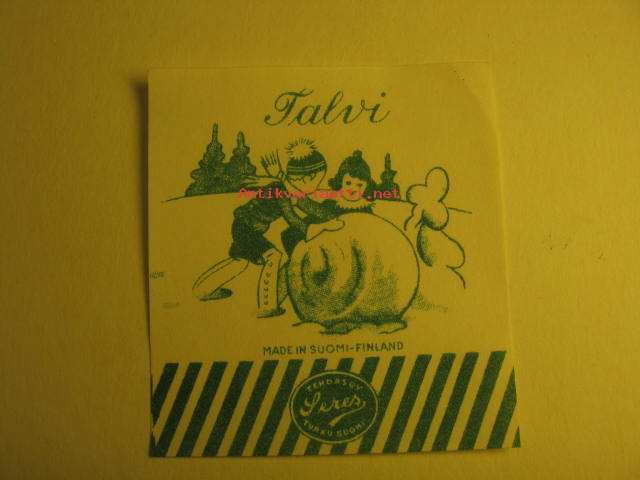 Talvi
Antikvariaatti.net
MADE IN SUOMI-FINLAND
TEHDAS OY
Seres
TURKU SUOMI